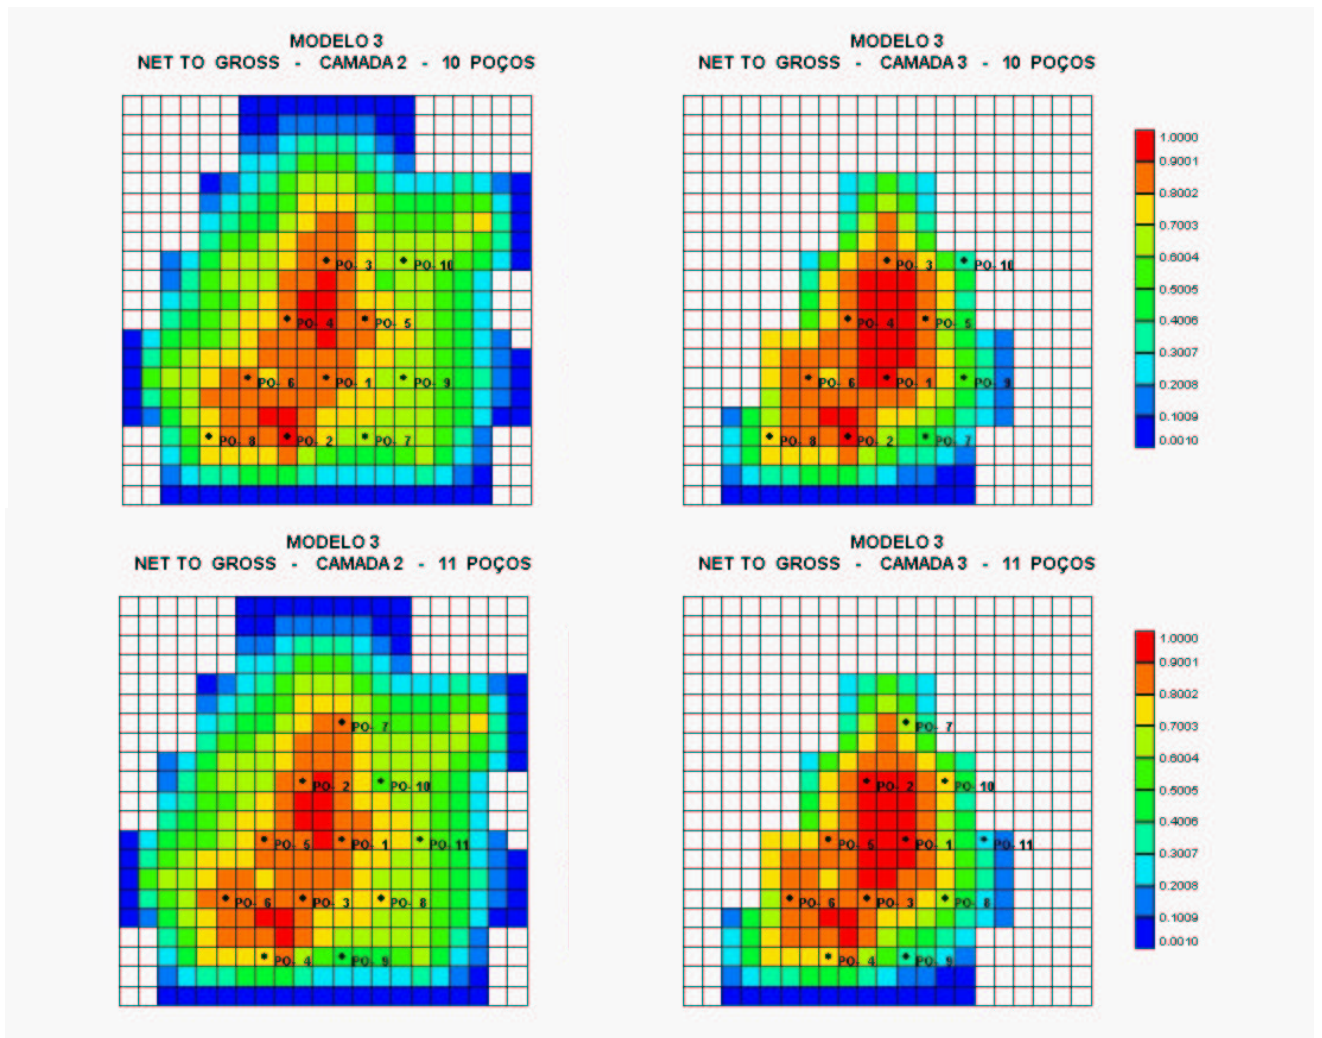 MODELO 3
NET TO GROSS - CAMADA 2 - 10 POÇOS
PO- 3
PO- 10
PO- 4
PO- 5
PO- 6
PO- 1
PO- 9
PO- 8
PO- 2
PO- 7
MODELO 3
NET TO GROSS - CAMADA 3 - 10 POÇOS
PO- 3
PO- 10
PO- 4
PO- 5
PO- 6
PO- 1
PO- 9
PO- 8
PO- 2
PO- 7
1.0000
0.9001
0.8002
0.7003
0.6004
0.5005
0.4006
0.3007
0.2008
0.1009
0.0010
MODELO 3
NET TO GROSS - CAMADA 2 - 11 POÇOS
PO- 7
PO- 2
PO- 10
PO- 5
PO- 1
PO- 11
PO- 6
PO- 3
PO- 8
PO- 4
PO- 9
MODELO 3
NET TO GROSS - CAMADA 3 - 11 POÇOS
PO- 7
PO- 2
PO- 10
PO- 5
PO- 1
PO- 11
PO- 6
PO- 3
PO- 8
PO- 4
PO- 9
1.0000
0.9001
0.8002
0.7003
0.6004
0.5005
0.4006
0.3007
0.2008
0.1009
0.0010